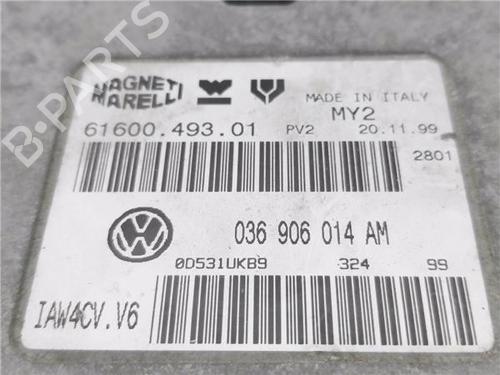 B-PARTS
MAGNETI
MARELLI
MADE IN ITALY
MY2
61600.493.01 PV2 20.11.99
2801
036 906 014 AM
0D531UKB9 324 99
IAW4CV.V6